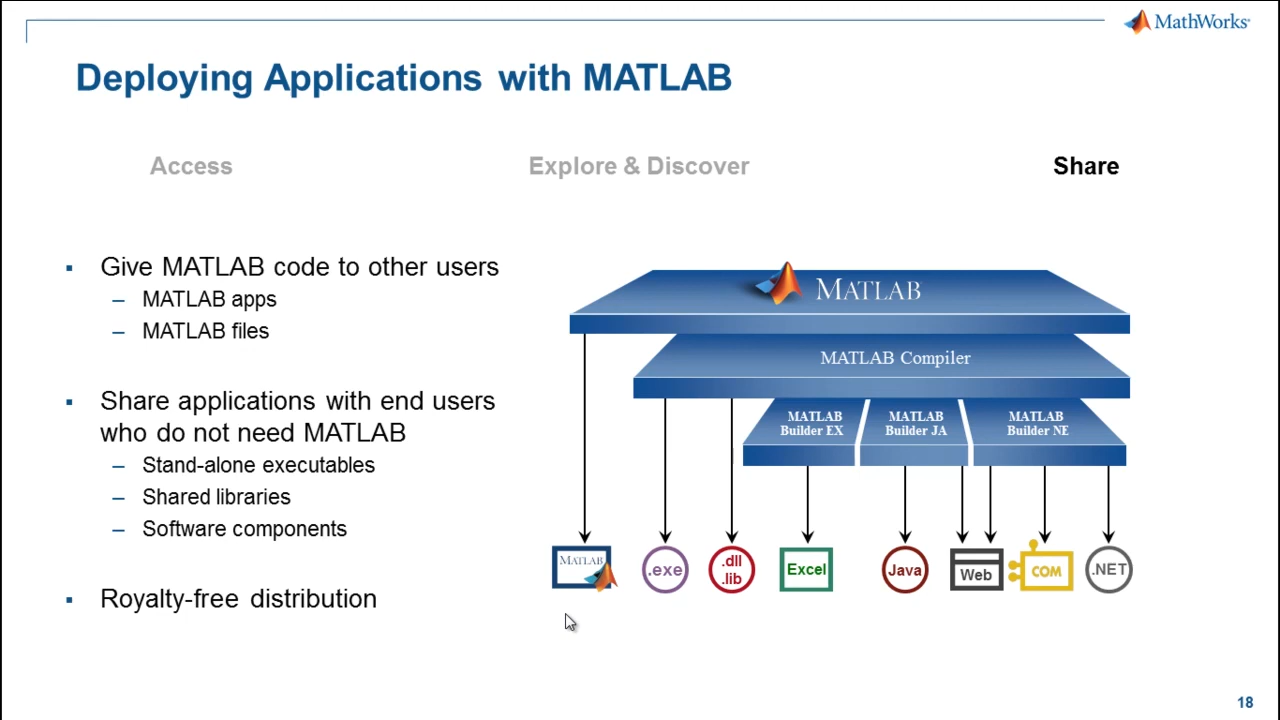 MathWorks®
Deploying Applications with MATLAB
Access
Explore & Discover
Share
▪ Give MATLAB code to other users
– MATLAB apps
– MATLAB files
▪ Share applications with end users
who do not need MATLAB
– Stand-alone executables
– Shared libraries
– Software components
▪ Royalty-free distribution
MATLAB
MATLAB Compiler
MATLAB
Builder EX
MATLAB
Builder JA
MATLAB
Builder NE
MATLAB
.exe
.dll
.lib
Excel
Java
Web
COM
.NET
18